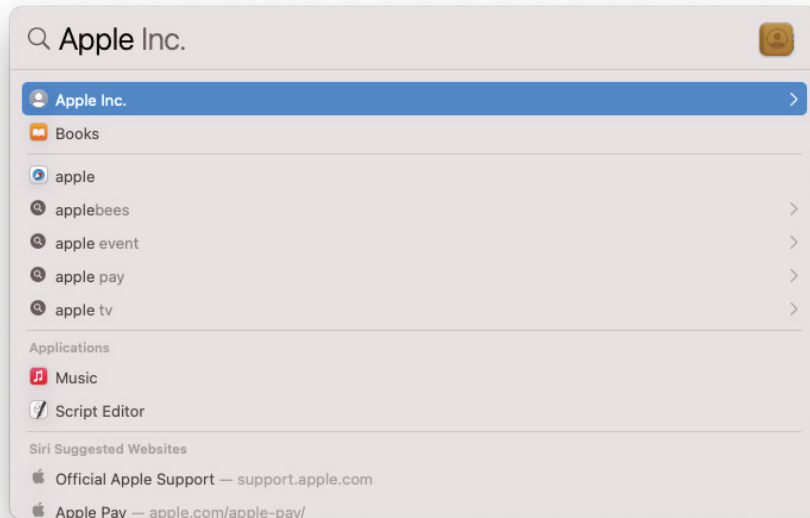 Apple Inc.
Apple Inc.
Books
apple
applebees
apple event
apple pay
apple tv
Applications
Music
Script Editor
Siri Suggested Websites
Official Apple Support — support.apple.com
Apple Pay — apple.com/apple-pay/